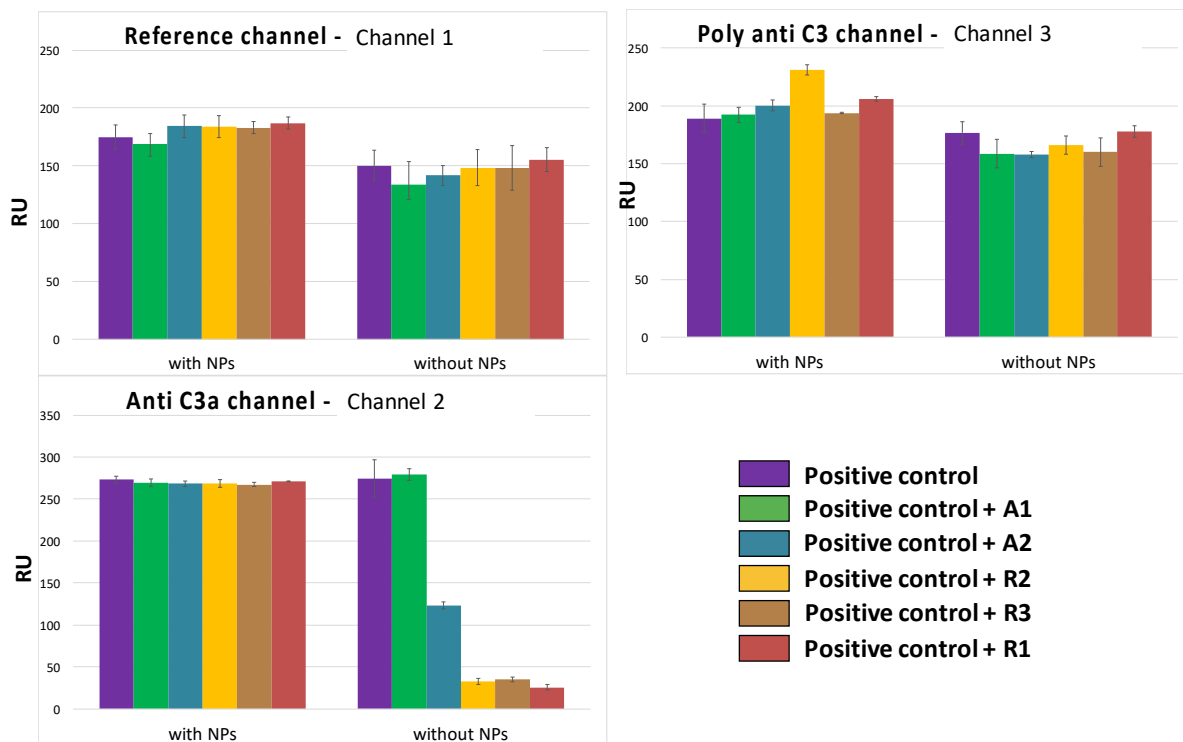 Reference channel - Channel 1
250
200
150
100
50
0
RU
with NPs
without NPs
Poly anti C3 channel - Channel 3
250
200
150
100
50
0
with NPs
without NPs
Anti C3a channel - Channel 2
350
300
250
200
150
100
50
0
RU
with NPs
without NPs
Positive control
Positive control + A1
Positive control + A2
Positive control + R2
Positive control + R3
Positive control + R1